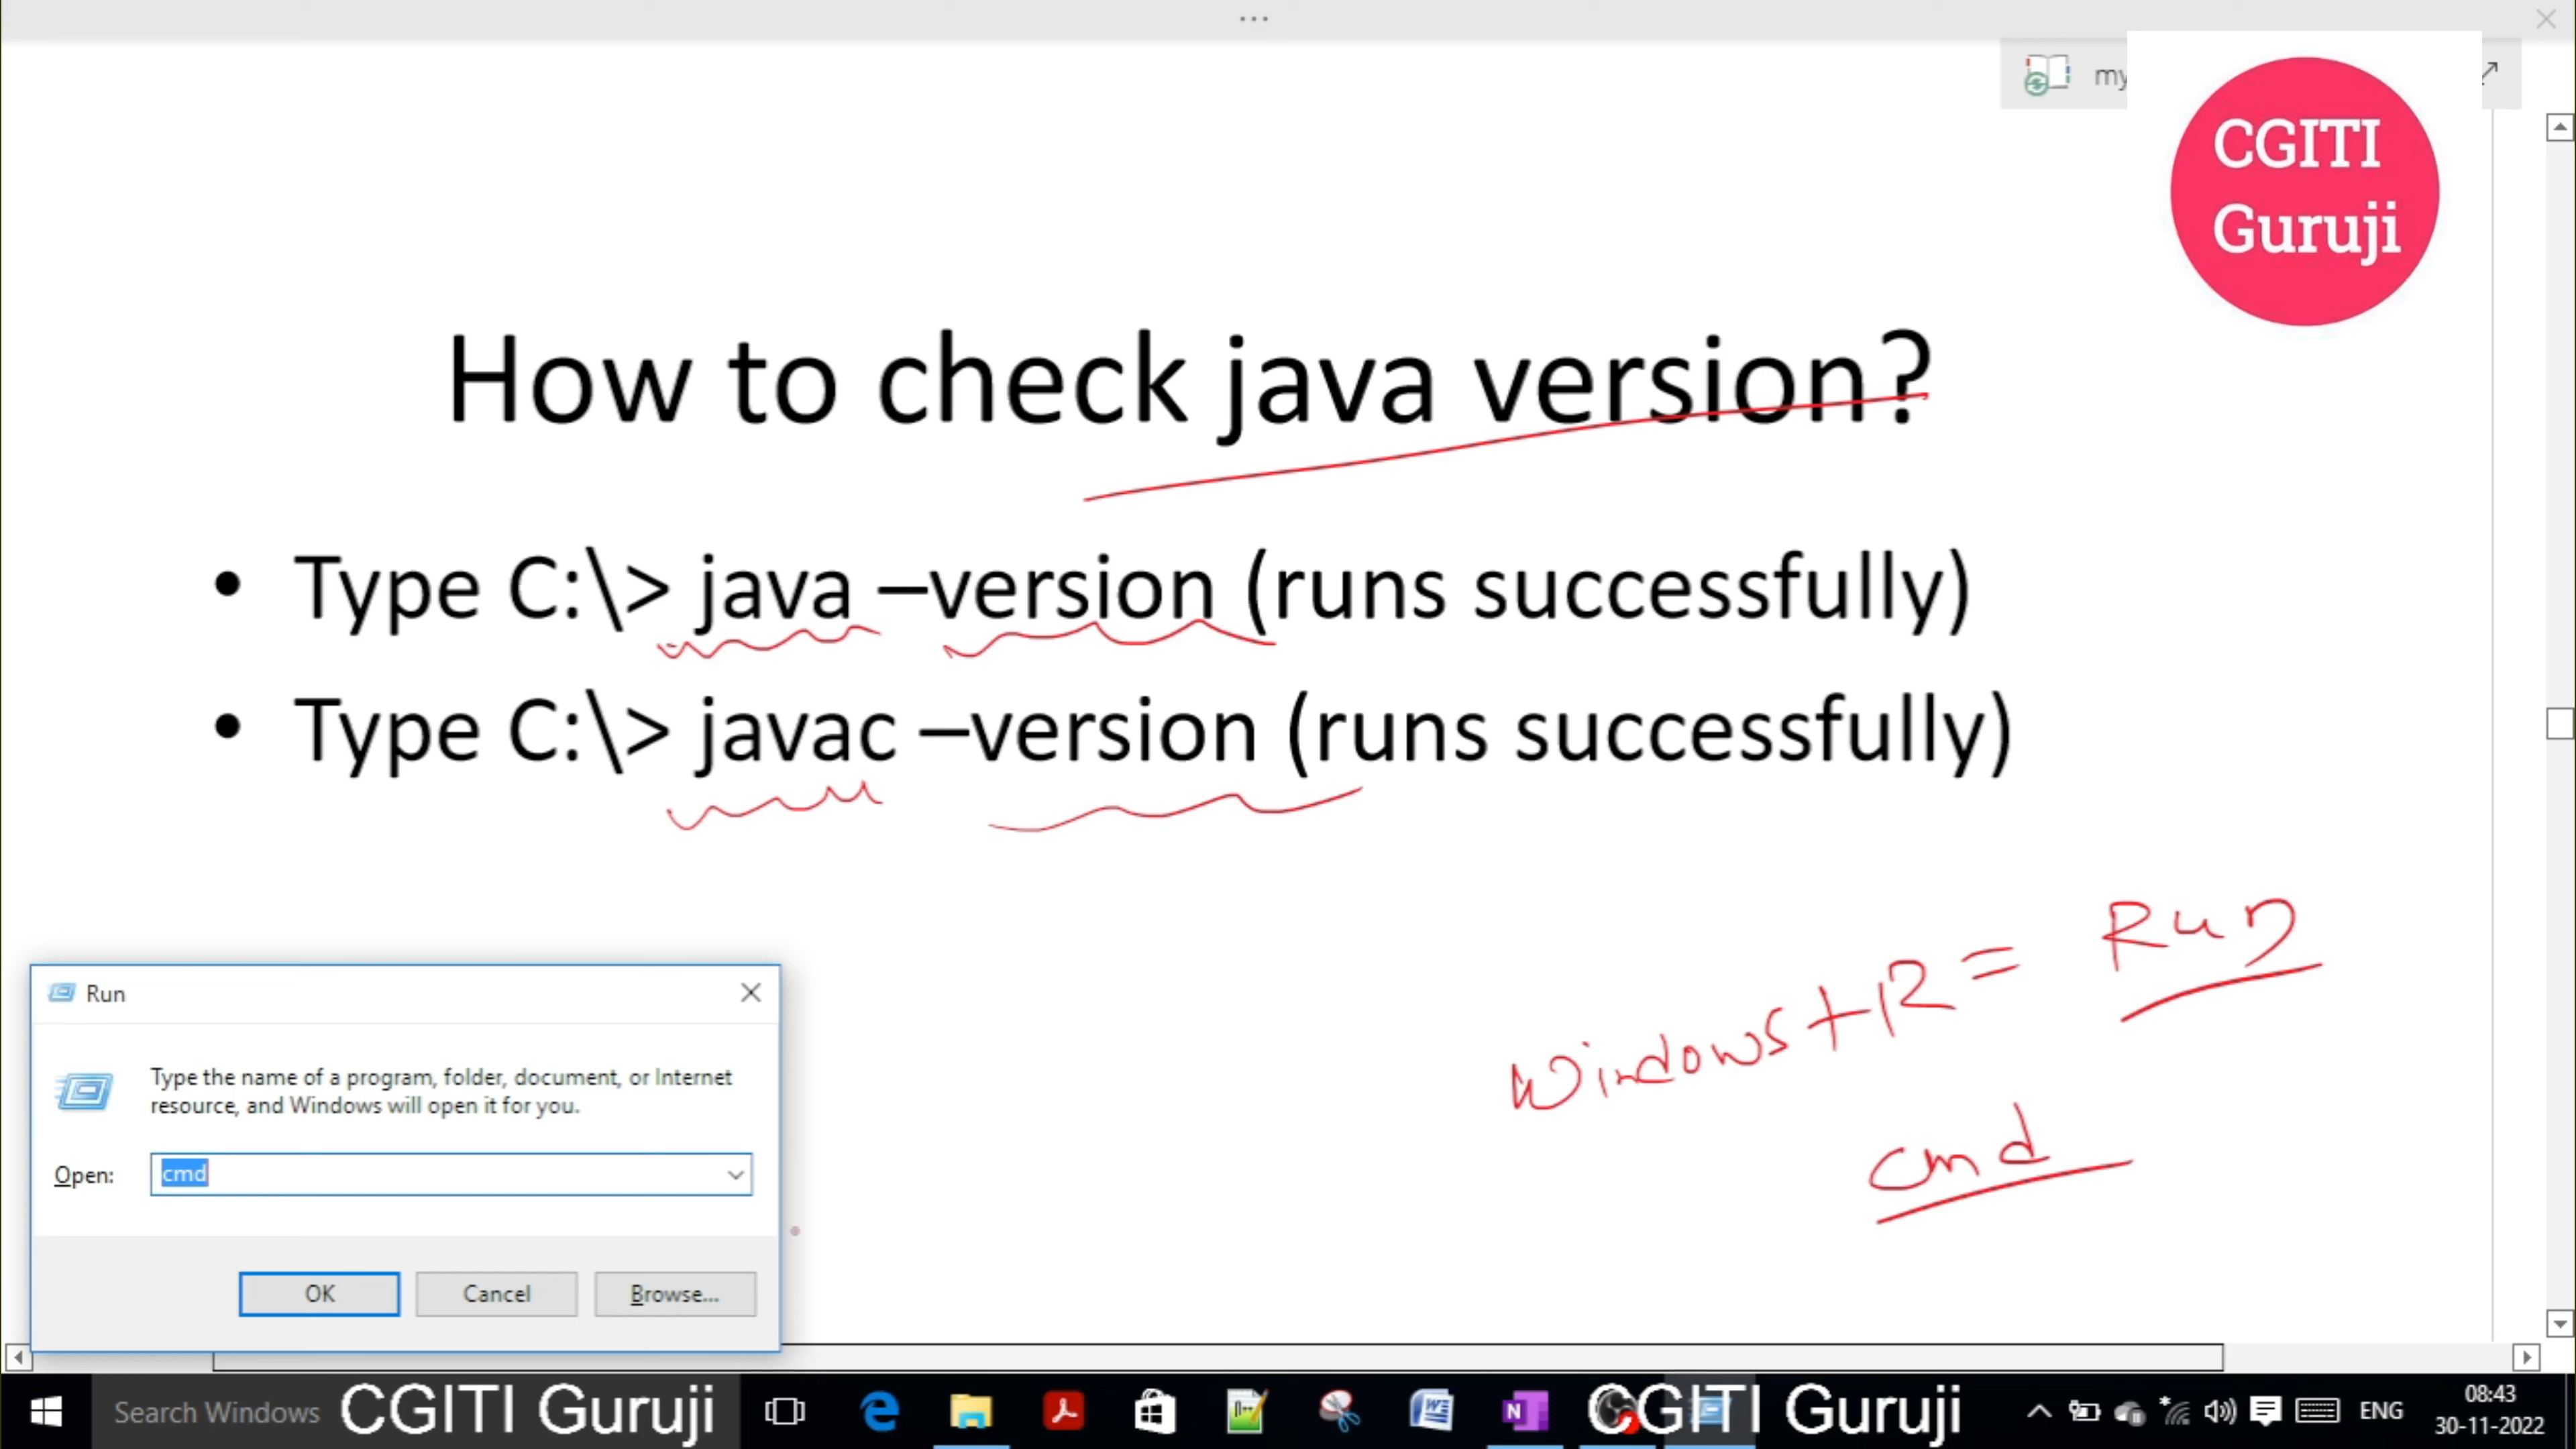 my
CGITI
Guruji
How to check java version?
• Type C:\> java –version (runs successfully)
• Type C:\> javac –version (runs successfully)
Windows+R = Run
cmd
Run
Type the name of a program, folder, document, or Internet
resource, and Windows will open it for you.
Open: cmd
OK Cancel Browse...
Search Windows CGITI Guruji CGITI Guruji ENG 08:43
30-11-2022